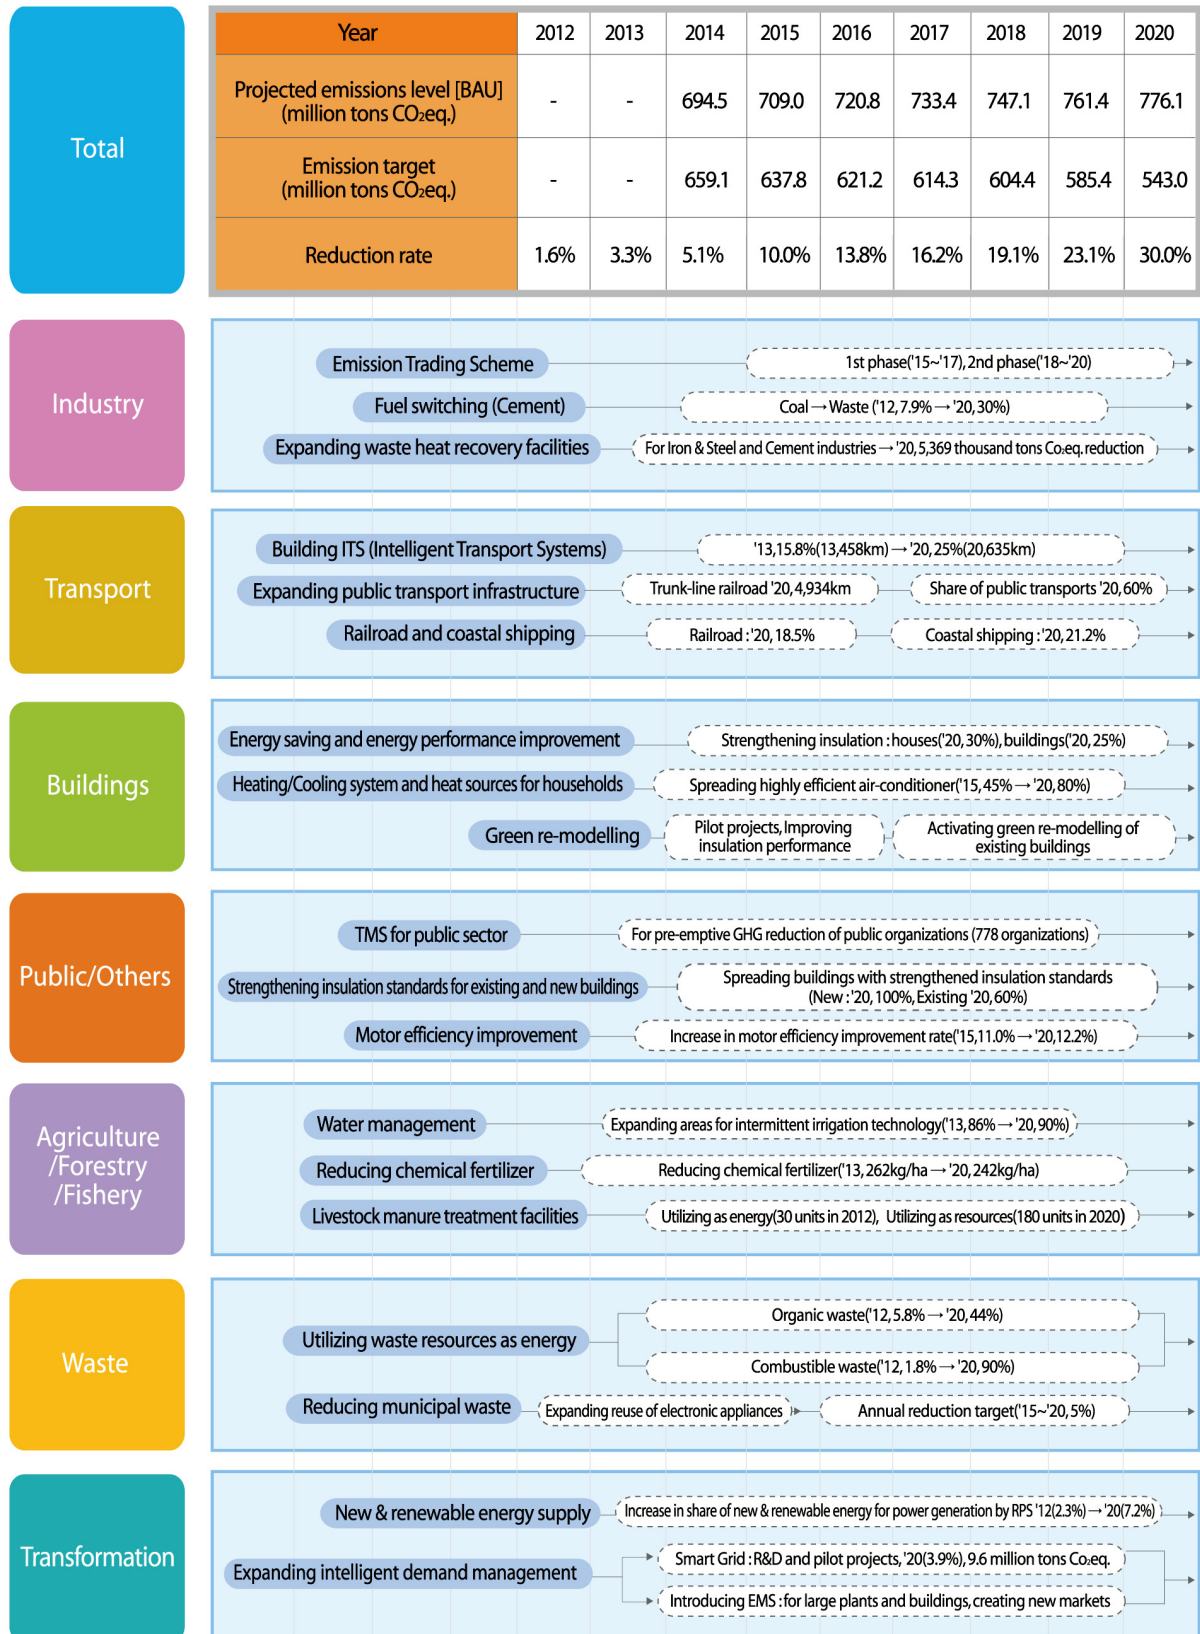 Total
Year 2012 2013 2014 2015 2016 2017 2018 2019 2020
Projected emissions level [BAU]
(million tons CO₂eq.) - - 694.5 709.0 720.8 733.4 747.1 761.4 776.1
Emission target
(million tons CO₂eq.) - - 659.1 637.8 621.2 614.3 604.4 585.4 543.0
Reduction rate 1.6% 3.3% 5.1% 10.0% 13.8% 16.2% 19.1% 23.1% 30.0%
Industry
Emission Trading Scheme
1st phase('15~'17), 2nd phase('18~'20)
Fuel switching (Cement)
Coal → Waste ('12, 7.9% → '20, 30%)
Expanding waste heat recovery facilities
For Iron & Steel and Cement industries → '20, 5,369 thousand tons Co₂eq. reduction
Transport
Building ITS (Intelligent Transport Systems)
'13,15.8%(13,458km) → '20, 25%(20,635km)
Expanding public transport infrastructure
Trunk-line railroad '20, 4,934km
Share of public transports '20, 60%
Railroad and coastal shipping
Railroad : '20, 18.5%
Coastal shipping : '20, 21.2%
Buildings
Energy saving and energy performance improvement
Strengthening insulation : houses('20, 30%), buildings('20, 25%)
Heating/Cooling system and heat sources for households
Spreading highly efficient air-conditioner('15, 45% → '20, 80%)
Green re-modelling
Pilot projects, Improving
insulation performance
Activating green re-modelling of
existing buildings
Public/Others
TMS for public sector
For pre-emptive GHG reduction of public organizations (778 organizations)
Strengthening insulation standards for existing and new buildings
Spreading buildings with strengthened insulation standards
(New : '20, 100%, Existing '20, 60%)
Motor efficiency improvement
Increase in motor efficiency improvement rate('15,11.0% → '20,12.2%)
Agriculture
/Forestry
/Fishery
Water management
Expanding areas for intermittent irrigation technology('13, 86% → '20, 90%)
Reducing chemical fertilizer
Reducing chemical fertilizer('13, 262kg/ha → '20, 242kg/ha)
Livestock manure treatment facilities
Utilizing as energy(30 units in 2012), Utilizing as resources(180 units in 2020)
Waste
Utilizing waste resources as energy
Organic waste('12, 5.8% → '20, 44%)
Combustible waste('12, 1.8% → '20, 90%)
Reducing municipal waste
Expanding reuse of electronic appliances
Annual reduction target('15~'20, 5%)
Transformation
New & renewable energy supply
Increase in share of new & renewable energy for power generation by RPS '12(2.3%) → '20(7.2%)
Expanding intelligent demand management
Smart Grid : R&D and pilot projects, '20(3.9%), 9.6 million tons Co₂eq.
Introducing EMS : for large plants and buildings, creating new markets